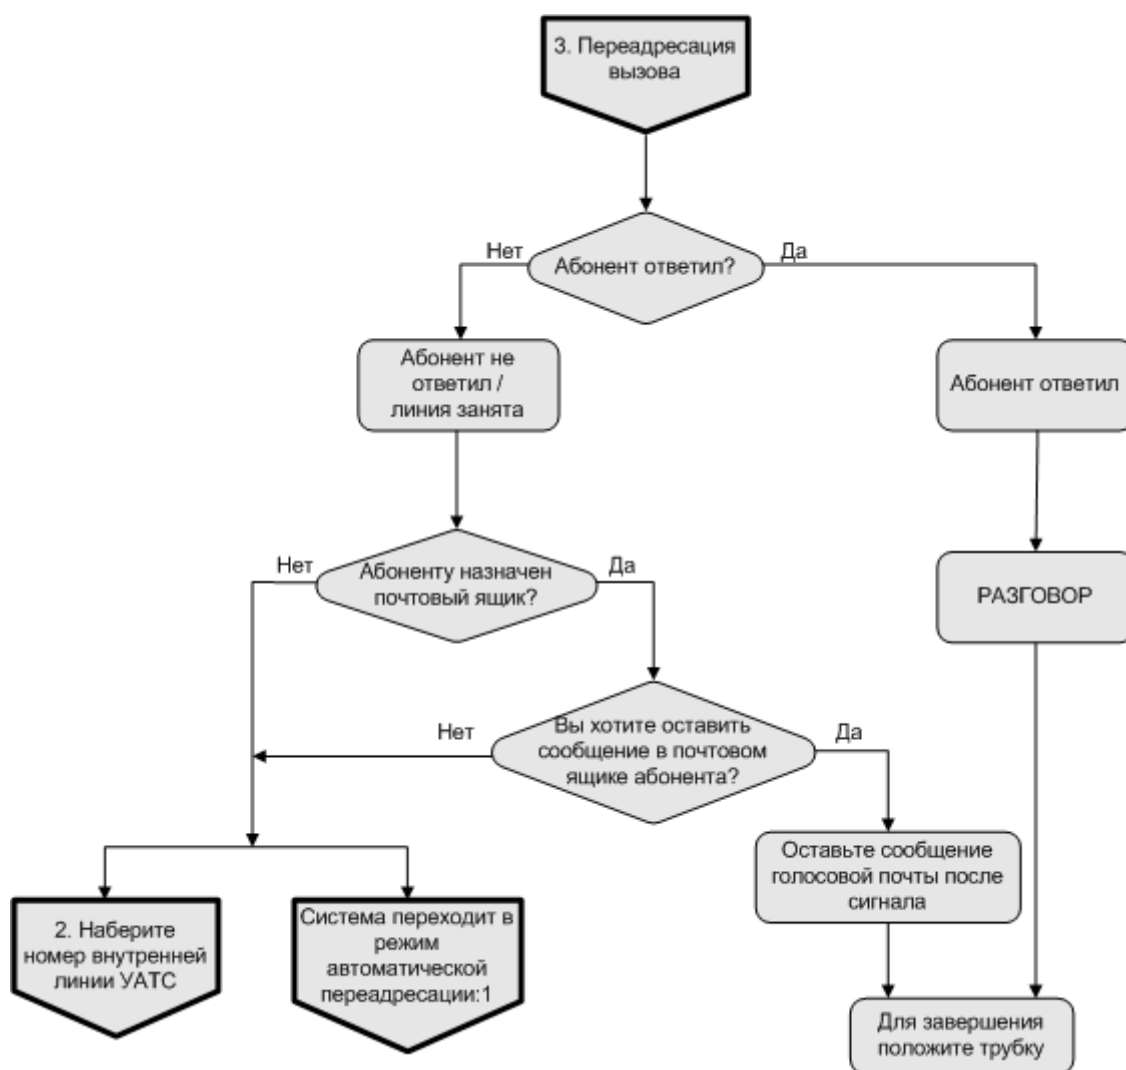 3. Переадресация
вызова
Нет
Да
Абонент ответил?
Абонент не
ответил /
линия занята
Абонент ответил
Нет
Да
Абоненту назначен
почтовый ящик?
РАЗГОВОР
Нет
Да
Вы хотите оставить
сообщение в почтовом
ящике абонента?
Оставьте сообщение
голосовой почты после
сигнала
2. Наберите
номер внутренней
линии УАТС
Система переходит в
режим
автоматической
переадресации:1
Для завершения
положите трубку